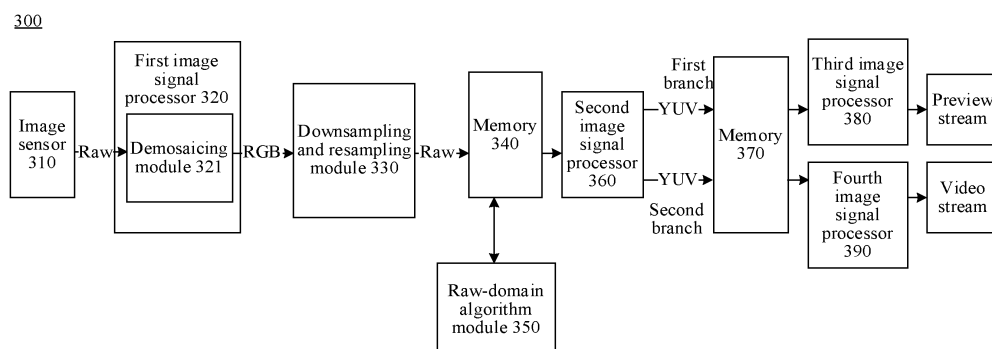 300
Image
sensor 310
Raw
First image
signal
processor 320
Demosaicing
module 321
RGB
Downsampling
and resampling
module 330
Raw
Memory
340
Raw-domain
algorithm
module 350
Second
image
signal
processor
360
First
branch
YUV
YUV
Second
branch
Memory
370
Third image
signal
processor
380
Preview
stream
Fourth
image
signal
processor
390
Video
stream